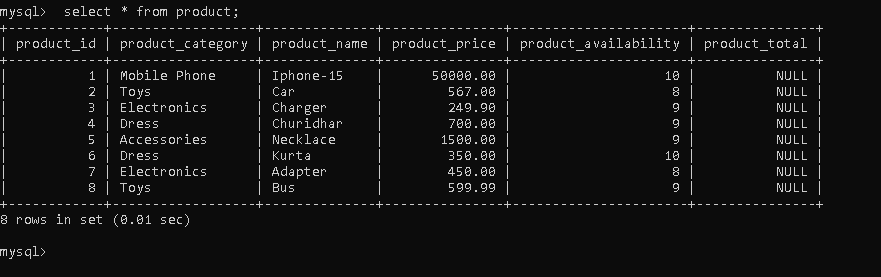 mysql>  select * from product;
+------------+------------------+--------------+---------------+----------------------+---------------+
| product_id | product_category | product_name | product_price | product_availability | product_total |
+------------+------------------+--------------+---------------+----------------------+---------------+
|          1 | Mobile Phone     | Iphone-15    |      50000.00 |                   10 |          NULL |
|          2 | Toys             | Car          |        567.00 |                    8 |          NULL |
|          3 | Electronics      | Charger      |        249.90 |                    9 |          NULL |
|          4 | Dress            | Churidhar    |        700.00 |                    9 |          NULL |
|          5 | Accessories      | Necklace     |       1500.00 |                    9 |          NULL |
|          6 | Dress            | Kurta        |        350.00 |                   10 |          NULL |
|          7 | Electronics      | Adapter      |        450.00 |                    8 |          NULL |
|          8 | Toys             | Bus          |        599.99 |                    9 |          NULL |
+------------+------------------+--------------+---------------+----------------------+---------------+
8 rows in set (0.01 sec)
mysql>